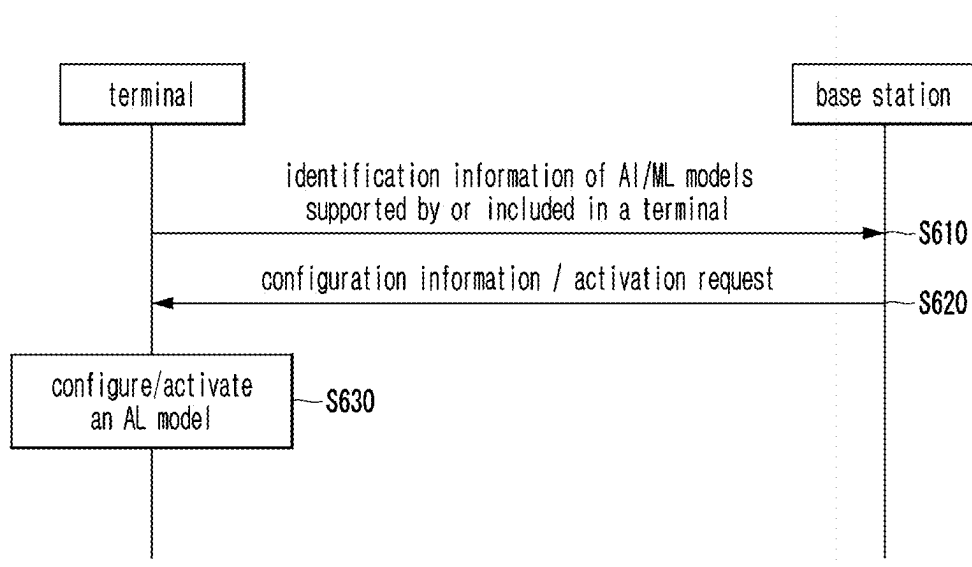 terminal
base station
identification information of AI/ML models
supported by or included in a terminal
S610
configuration information / activation request
S620
configure/activate
an AL model
S630